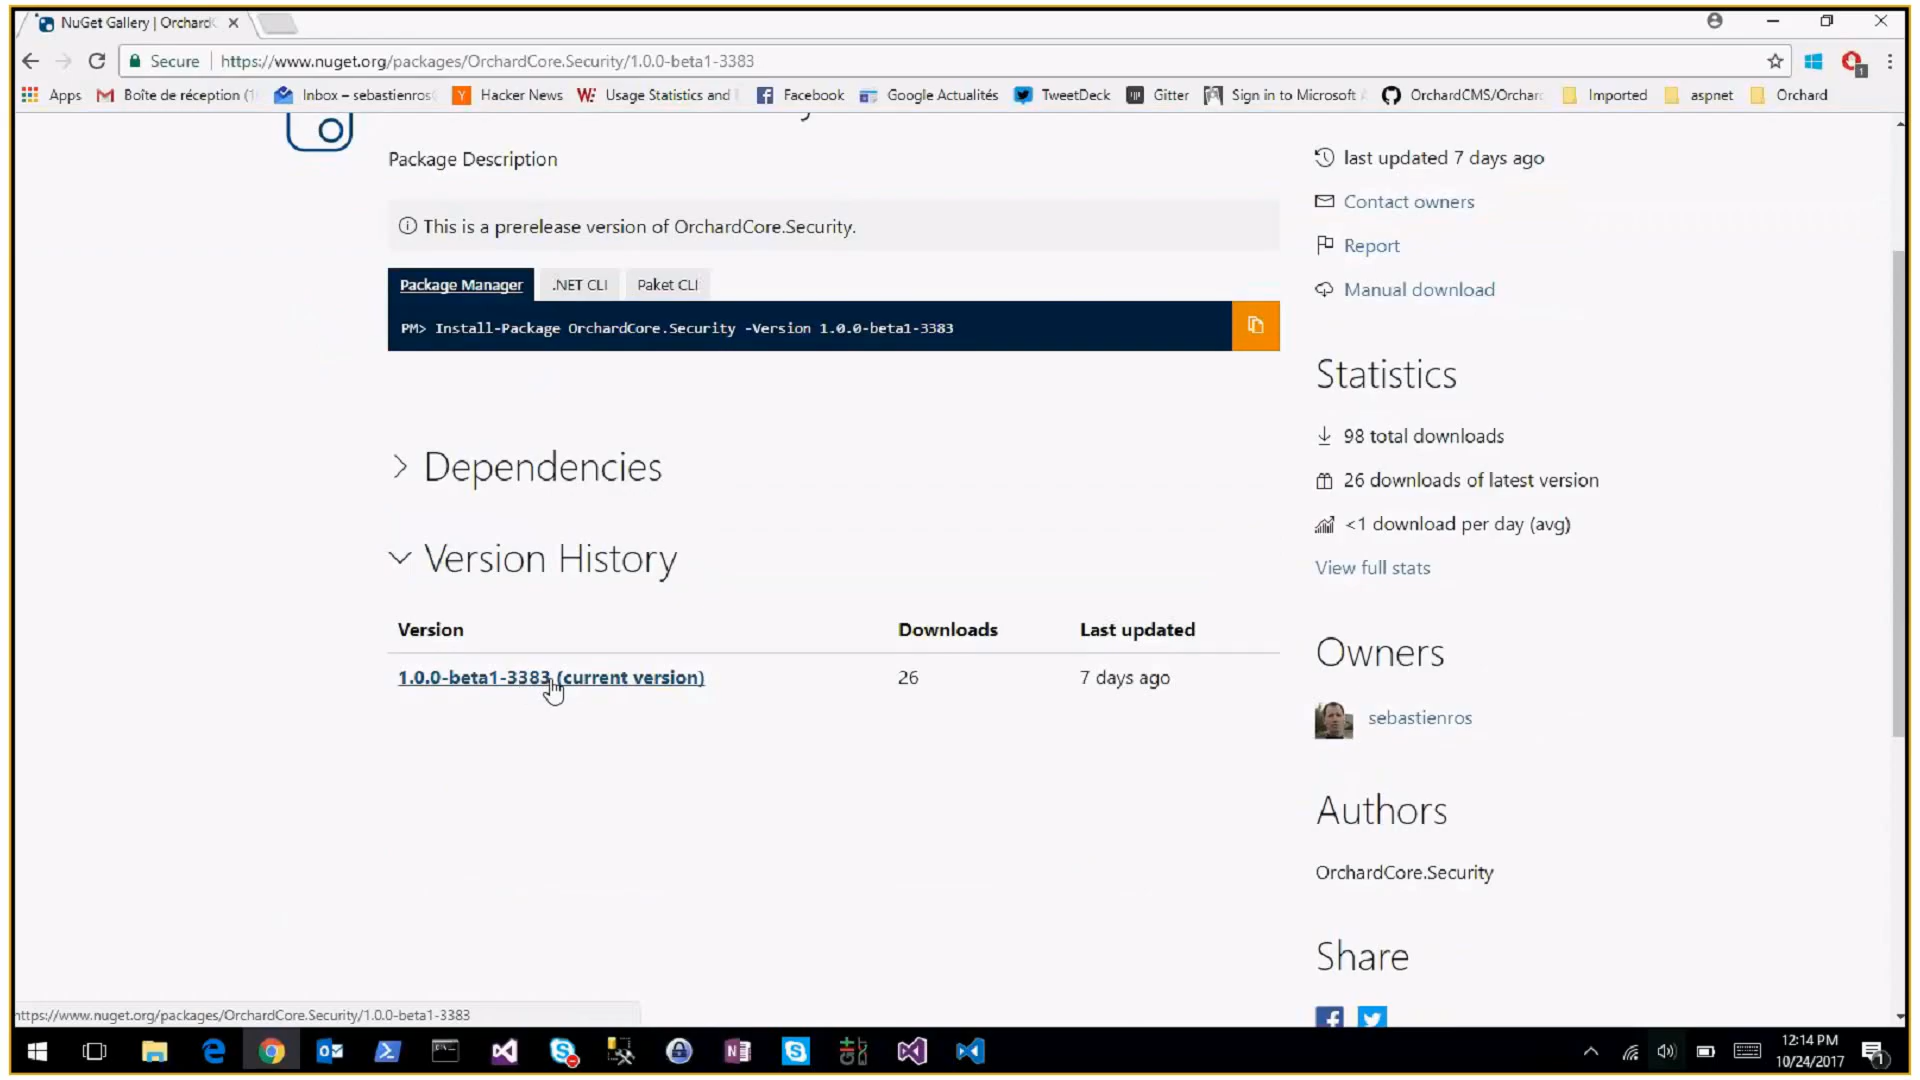 NuGet Gallery | Orchard
Secure
https://www.nuget.org/packages/OrchardCore.Security/1.0.0-beta1-3383
Apps
Boîte de réception (1
Inbox – sebastienros
Hacker News
Usage Statistics and
Facebook
Google Actualités
TweetDeck
Gitter
Sign in to Microsoft
OrchardCMS/Orchar
Imported
aspnet
Orchard
Package Description
This is a prerelease version of OrchardCore.Security.
Package Manager
.NET CLI
Paket CLI
PM> Install-Package OrchardCore.Security -Version 1.0.0-beta1-3383
Dependencies
Version History
Version Downloads Last updated
1.0.0-beta1-3383 (current version) 26 7 days ago
last updated 7 days ago
Contact owners
Report
Manual download
Statistics
98 total downloads
26 downloads of latest version
<1 download per day (avg)
View full stats
Owners
sebastienros
Authors
OrchardCore.Security
Share
https://www.nuget.org/packages/OrchardCore.Security/1.0.0-beta1-3383
12:14 PM
10/24/2017